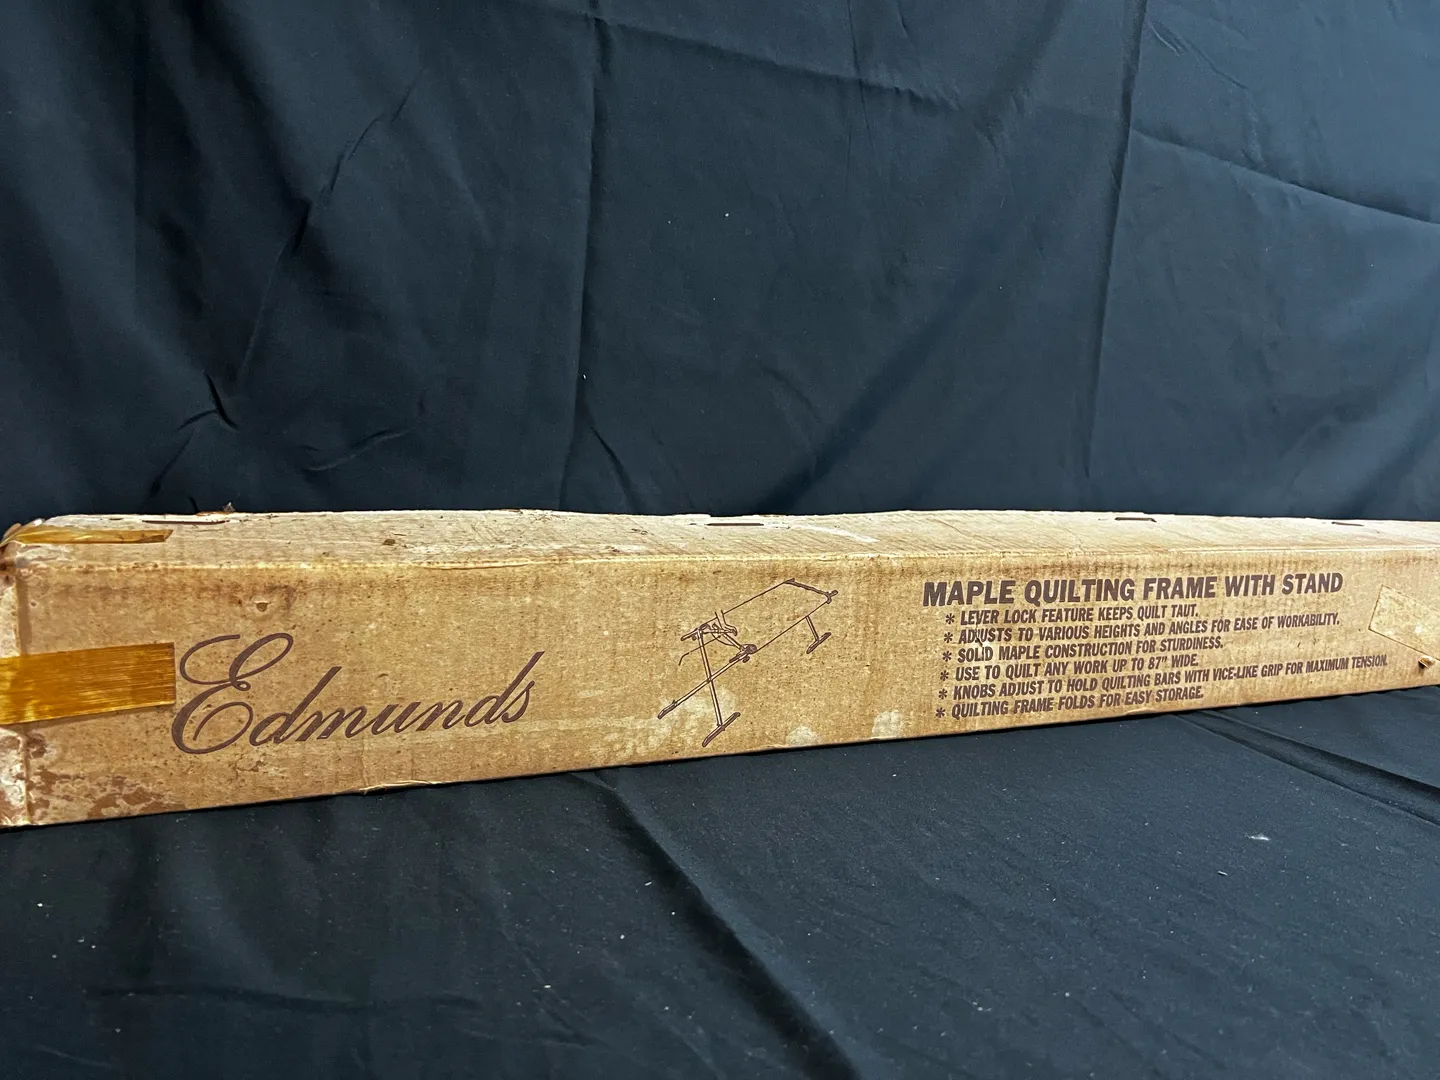 Edmunds
MAPLE QUILTING FRAME WITH STAND
* LEVER LOCK FEATURE KEEPS QUILT TAUT.
* ADJUSTS TO VARIOUS HEIGHTS AND ANGLES FOR EASE OF WORKABILITY.
* SOLID MAPLE CONSTRUCTION FOR STURDINESS.
* USE TO QUILT ANY WORK UP TO 87" WIDE.
* KNOBS ADJUST TO HOLD QUILTING BARS WITH VICE-LIKE GRIP FOR MAXIMUM TENSION.
* QUILTING FRAME FOLDS FOR EASY STORAGE.